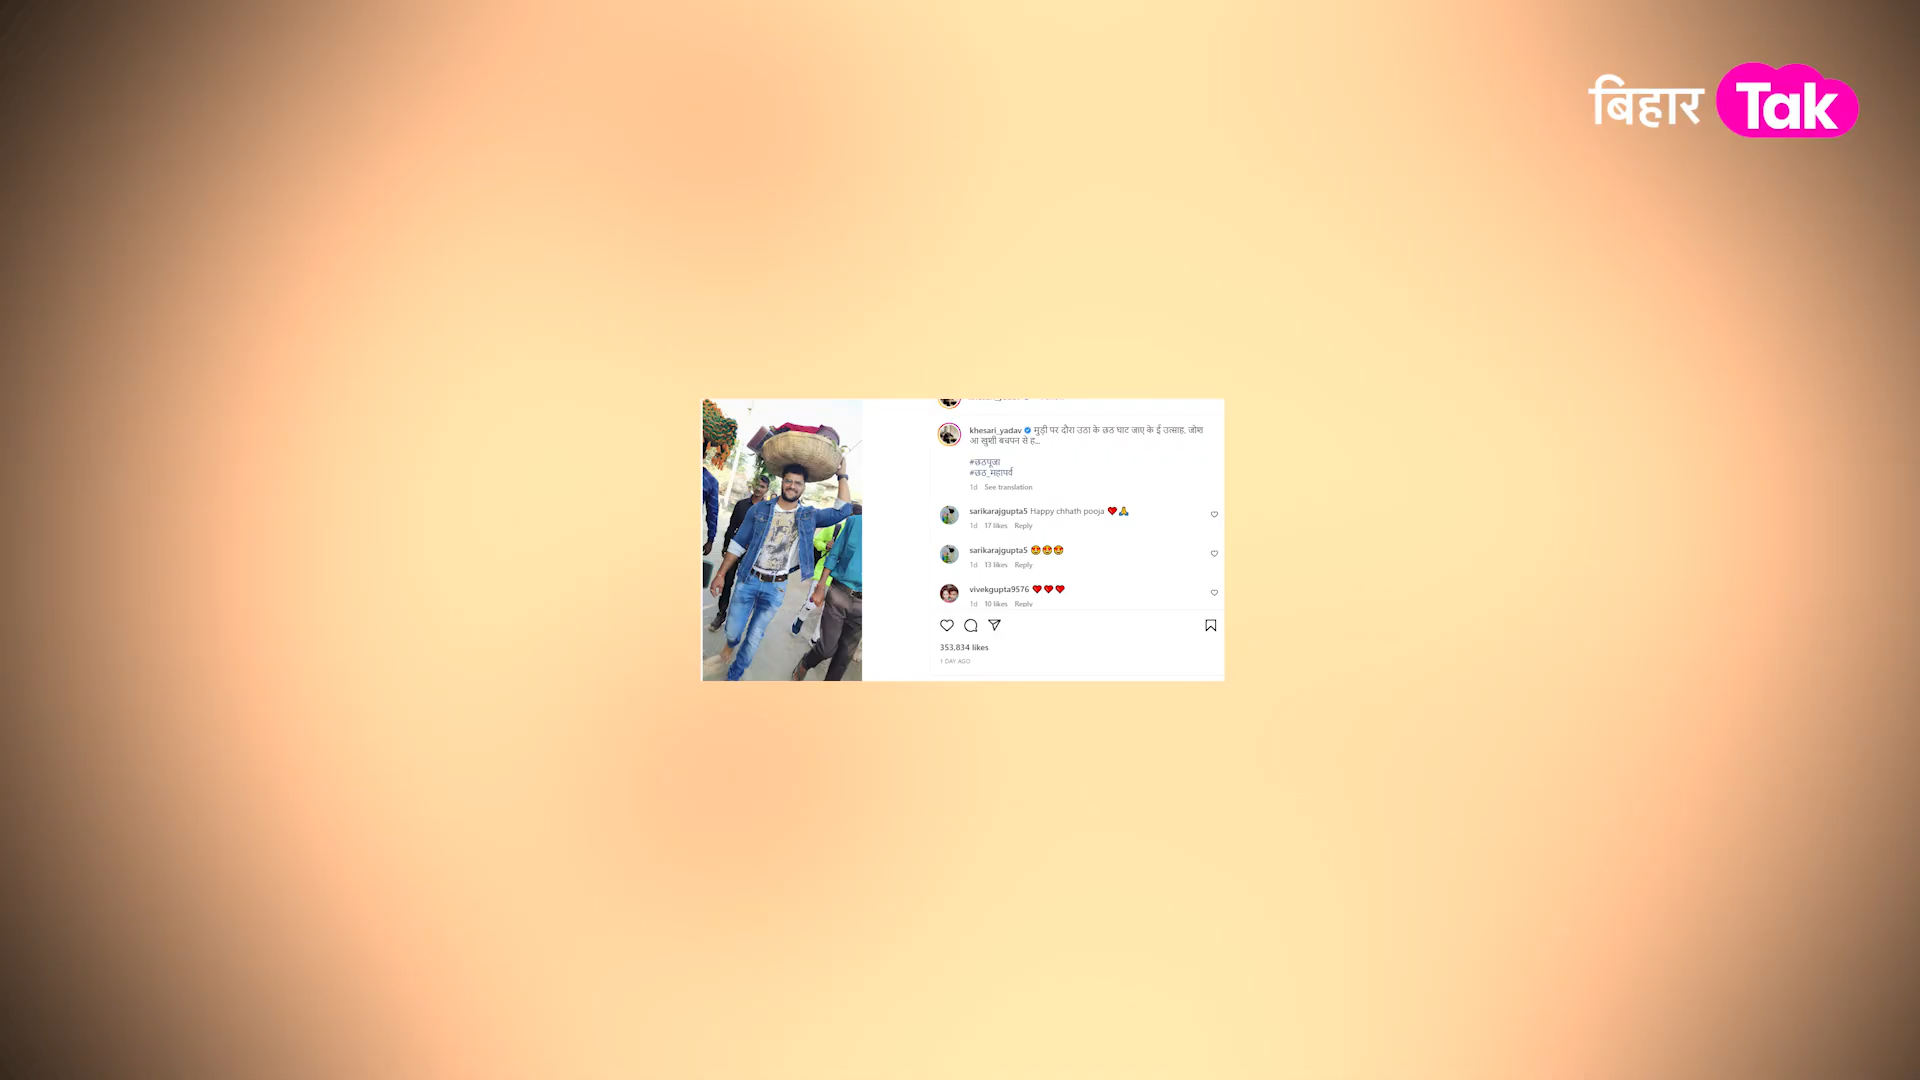 बिहार Tak
khesari_yadav मुड़ी पर दौरा उठा के छठ घाट जाए के ई उत्साह, जोश
आ खुशी बचपन से ह...
#छठपूजा
#छठ_महापर्व
1d See translation
sarikarajgupta5 Happy chhath pooja ❤️🙏
1d 17 likes Reply
sarikarajgupta5 😍😍😍
1d 13 likes Reply
vivekgupta9576 ❤️❤️❤️
1d 10 likes Reply
353,834 likes
1 DAY AGO